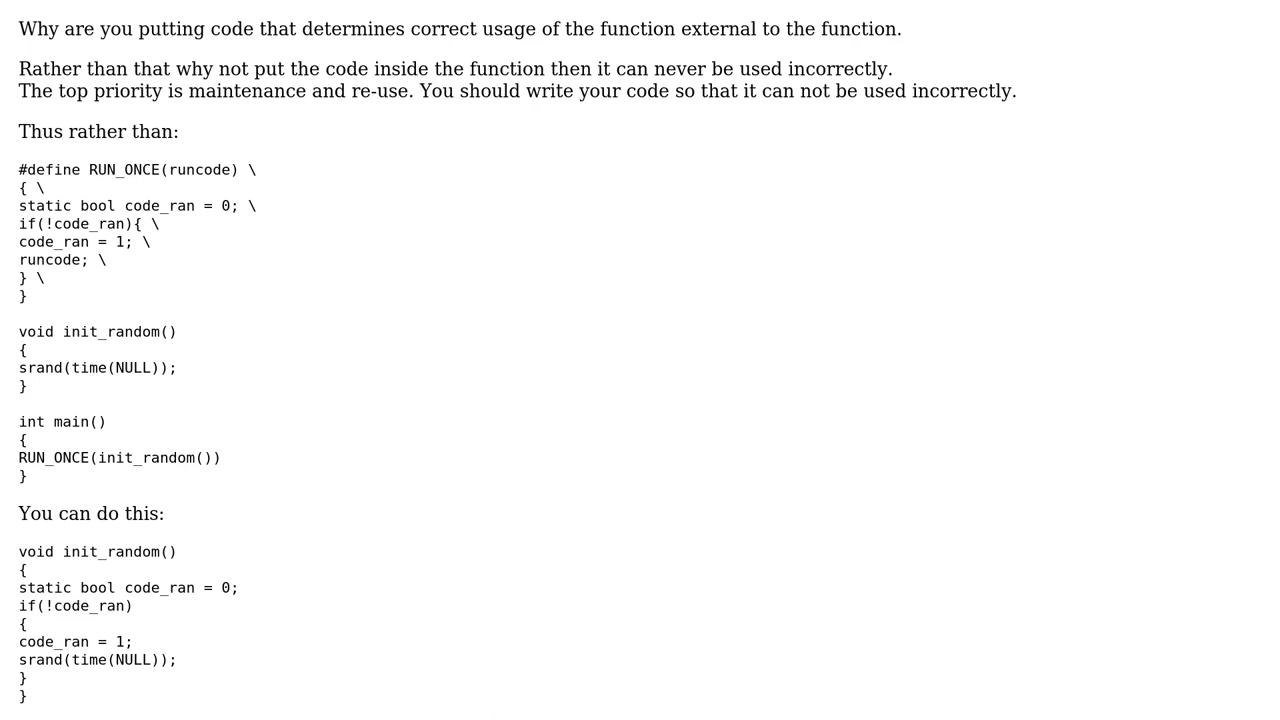 Why are you putting code that determines correct usage of the function external to the function.
Rather than that why not put the code inside the function then it can never be used incorrectly.
The top priority is maintenance and re-use. You should write your code so that it can not be used incorrectly.
Thus rather than:
#define RUN_ONCE(runcode) \
{ \
static bool code_ran = 0; \
if(!code_ran){ \
code_ran = 1; \
runcode; \
} \
}
void init_random()
{
srand(time(NULL));
}
int main()
{
RUN_ONCE(init_random())
}
You can do this:
void init_random()
{
static bool code_ran = 0;
if(!code_ran)
{
code_ran = 1;
srand(time(NULL));
}
}